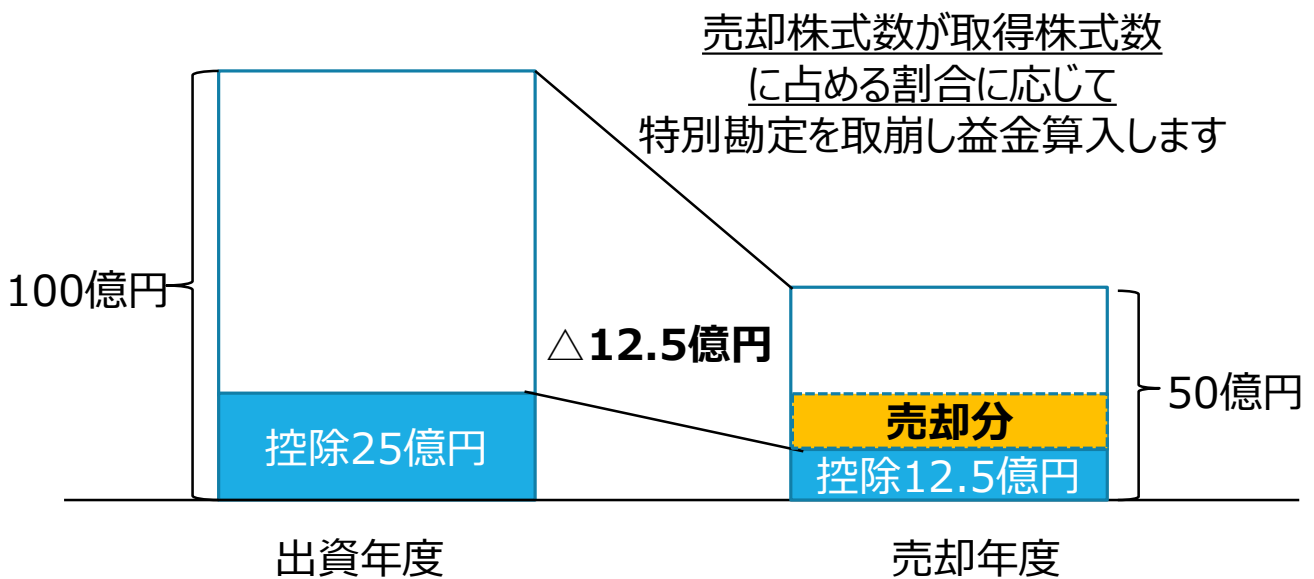 売却株式数が取得株式数
に占める割合に応じて
特別勘定を取崩し益金算入します
100億円
△12.5億円
50億円
売却分
控除25億円
控除12.5億円
出資年度
売却年度